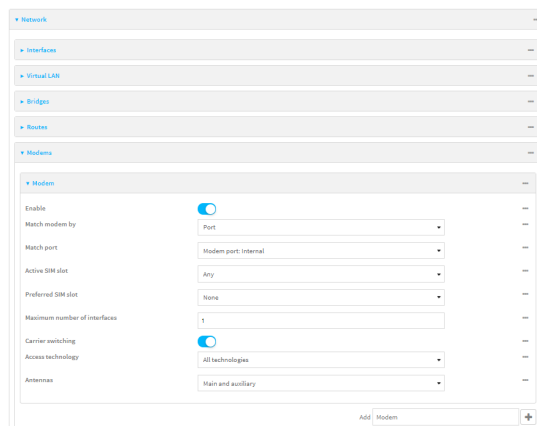 Network
Interfaces
Virtual LAN
Bridges
Routes
Modems
Modem
Enable
Match modem by Port
Match port Modem port: Internal
Active SIM slot Any
Preferred SIM slot None
Maximum number of interfaces 1
Carrier switching
Access technology All technologies
Antennas Main and auxiliary
Add Modem